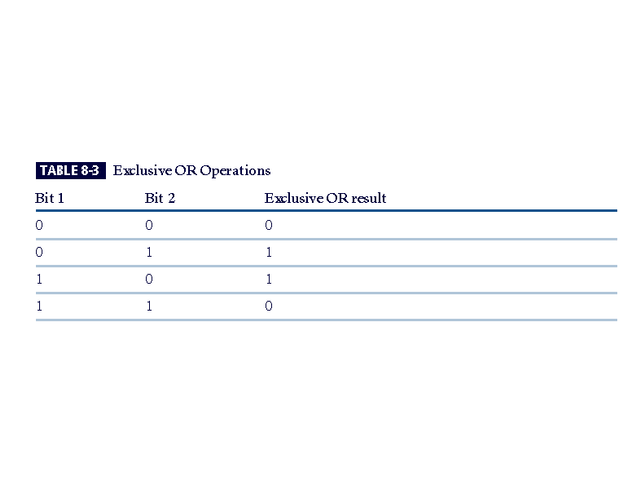 TABLE 8-3 Exclusive OR Operations
Bit 1 Bit 2 Exclusive OR result
0 0 0
0 1 1
1 0 1
1 1 0